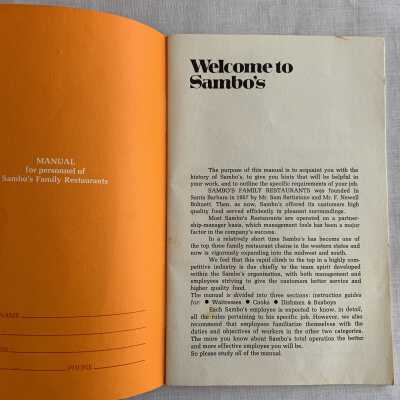 MANUAL
for personnel of
Sambo's Family Restaurants
NAME
PHONE
Welcome to
Sambo's
The purpose of this manual is to acquaint you with the
history of Sambo's, to give you hints that will be helpful in
your work, and to outline the specific requirements of your job.
SAMBO'S FAMILY RESTAURANTS was founded in
Santa Barbara in 1957 by Mr. Sam Battistone and Mr. F. Newell
Bohnett. Then, as now, Sambo's offered its customers high
quality food served efficiently in pleasant surroundings.
Most Sambo's Restaurants are operated on a partner-
ship-manager basis, which management tools has been a major
factor in the company's success.
In a relatively short time Sambo's has become one of
the top three family restaurant chains in the western states and
now is vigorously expanding into the midwest and south.
We feel that this rapid climb to the top in a highly com-
petitive industry is due chiefly to the team spirit developed
within the Sambo's organization, with both management and
employees striving to give the customers better service and
higher quality food.
The manual is divided into three sections: instruction guides
for: ● Waitresses ● Cooks ● Dishmen & Busboys
Each Sambo's employee is expected to know, in detail,
all the rules pertaining to his specific job. However, we also
recommend that employees familiarize themselves with the
duties and objectives of workers in the other two categories.
The more you know about Sambo's total operation the better
and more effective employee you will be.
So please study all of the manual.